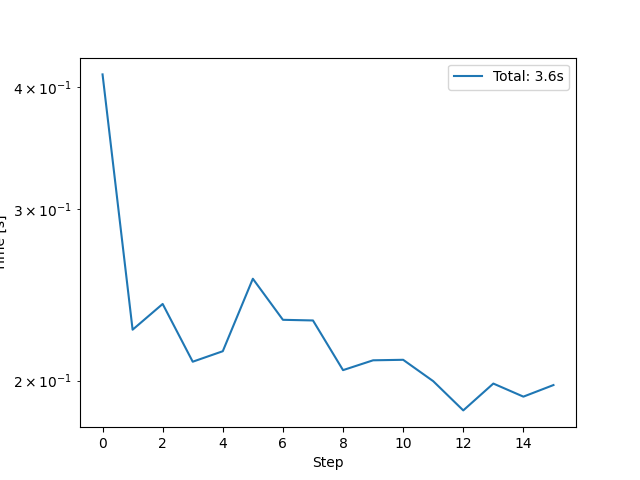 Total: 3.6s
4 × 10⁻¹
3 × 10⁻¹
2 × 10⁻¹
Time [s]
0 2 4 6 8 10 12 14
Step